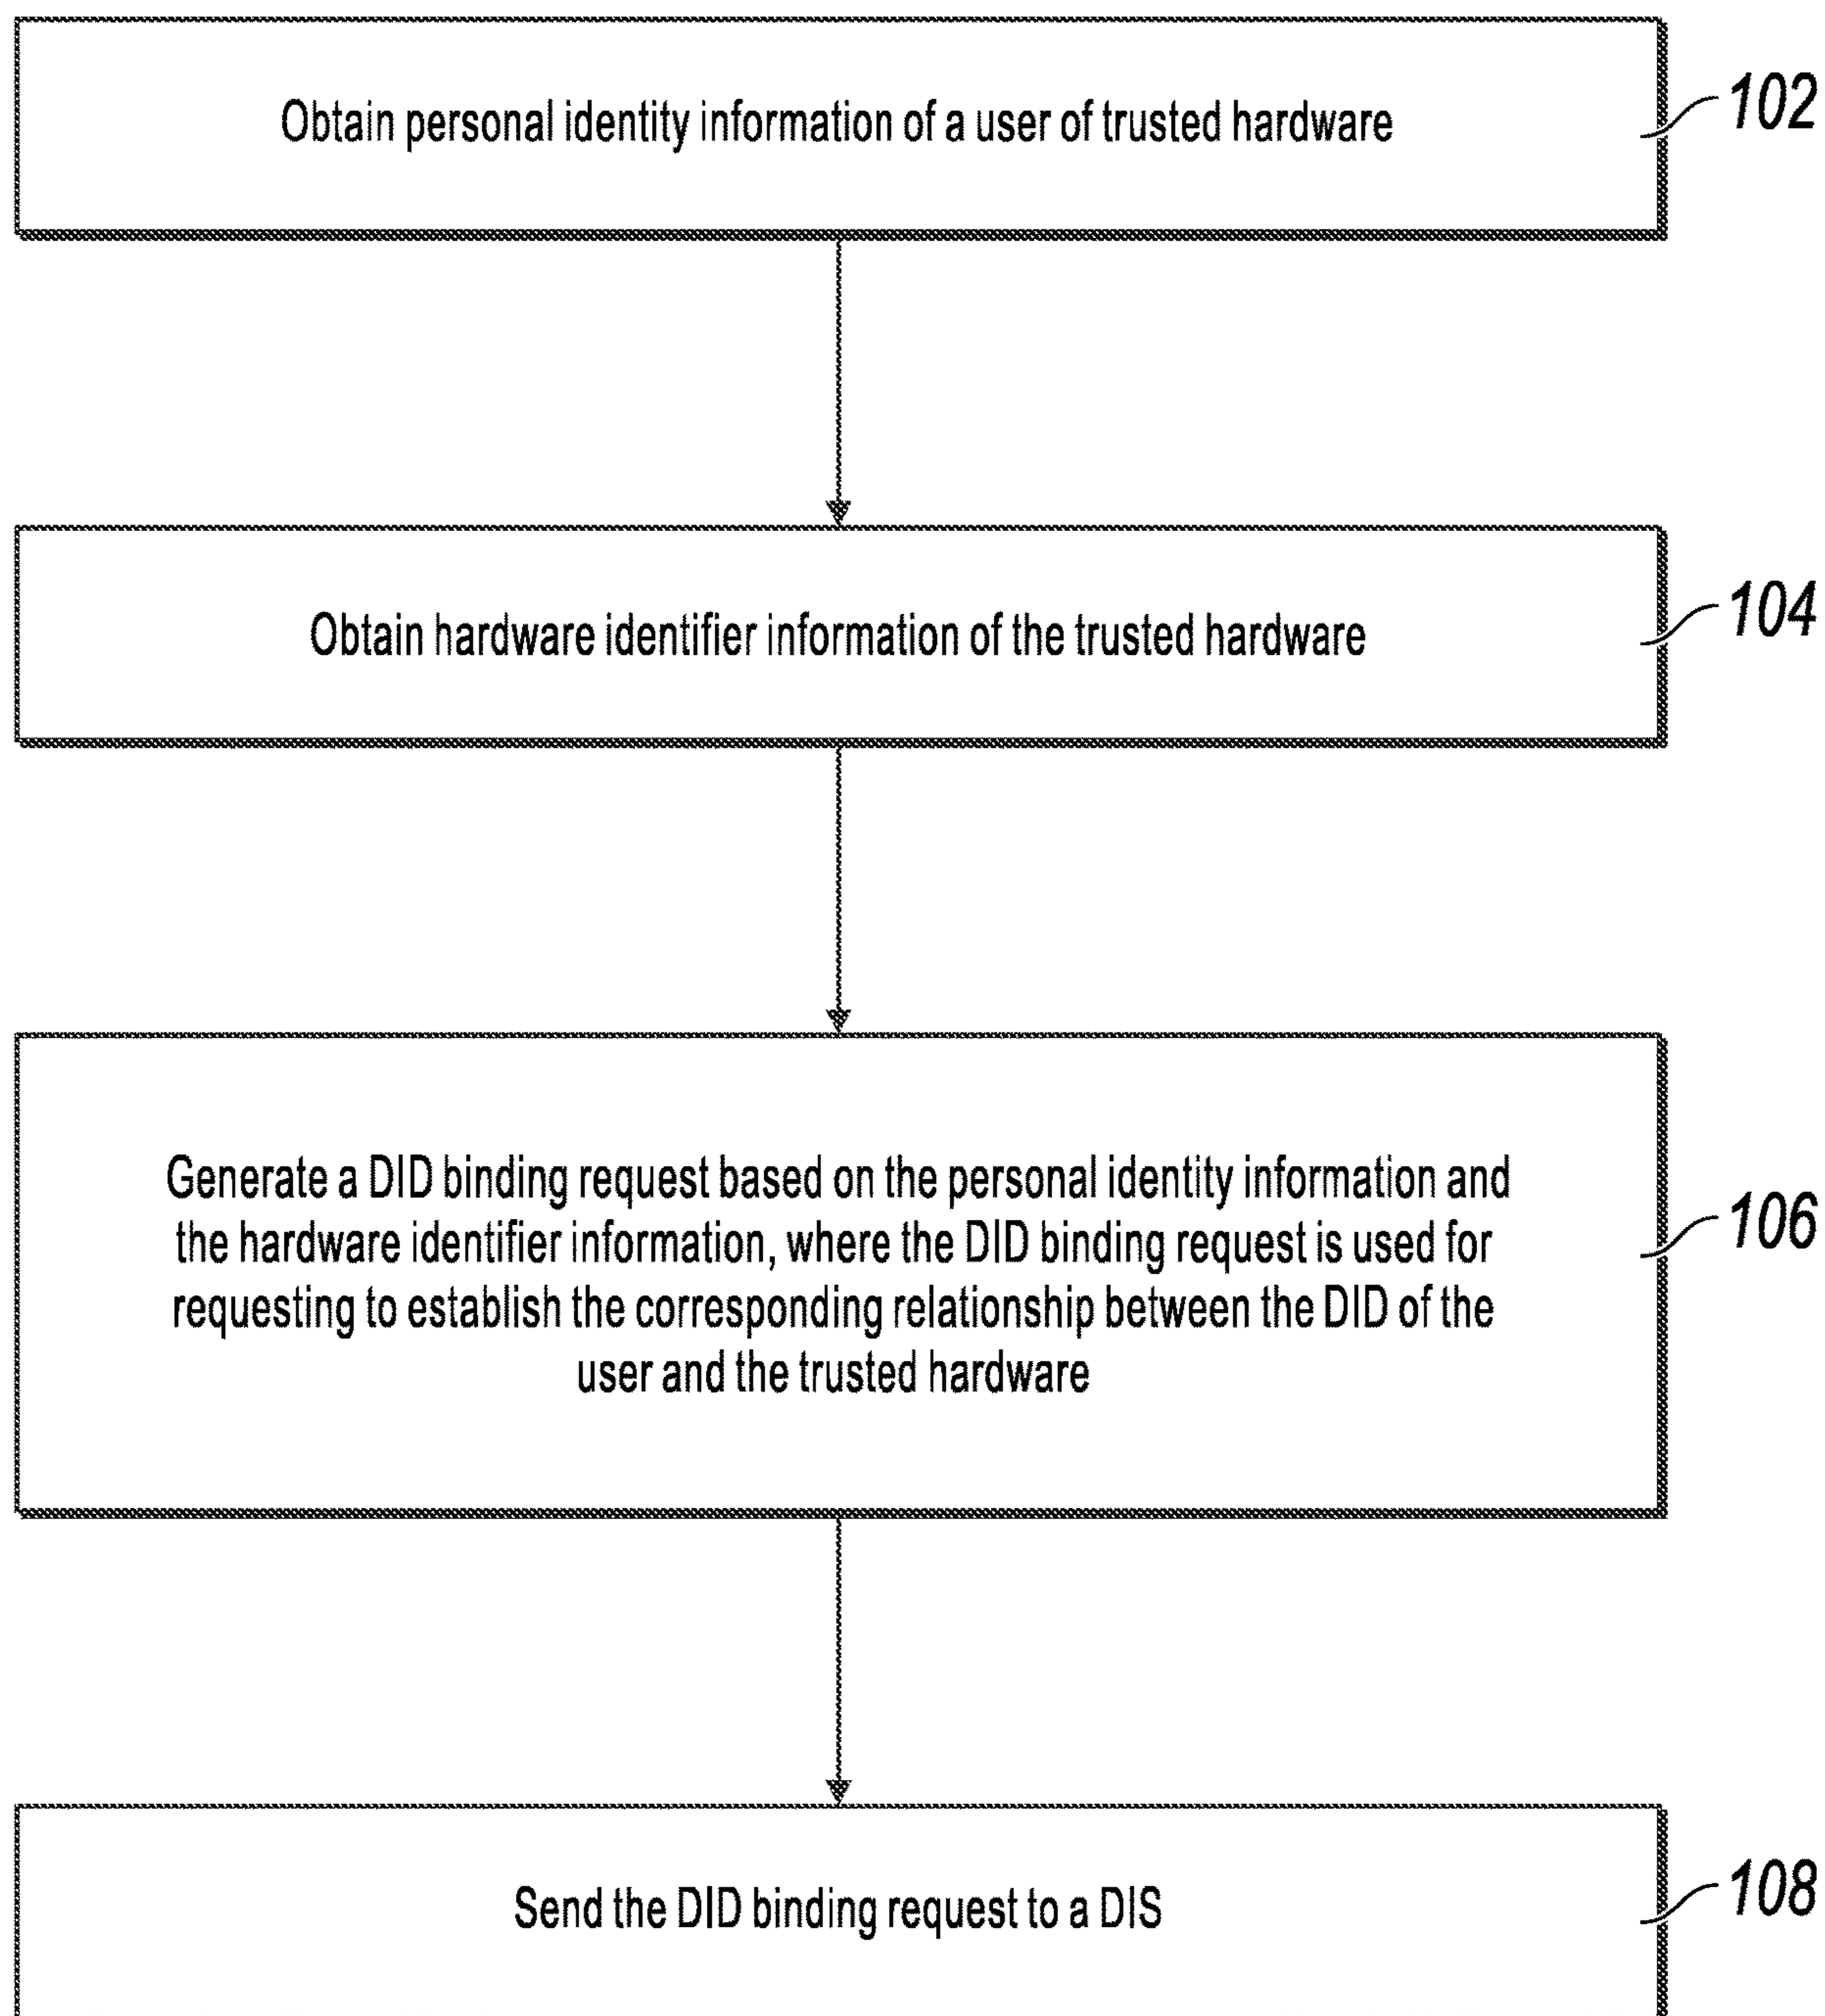 Obtain personal identity information of a user of trusted hardware
102
Obtain hardware identifier information of the trusted hardware
104
Generate a DID binding request based on the personal identity information and
the hardware identifier information, where the DID binding request is used for
requesting to establish the corresponding relationship between the DID of the
user and the trusted hardware
106
Send the DID binding request to a DIS
108